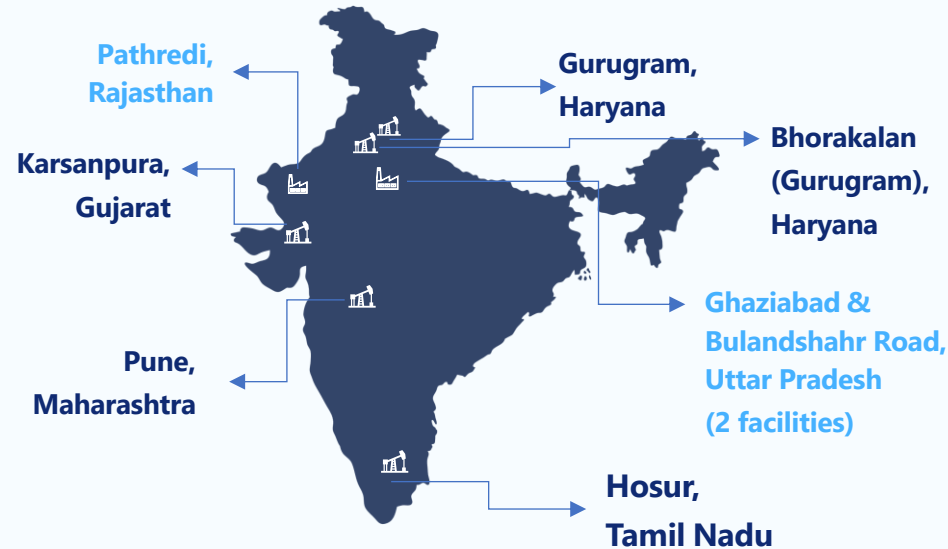 Pathredi,
Rajasthan
Gurugram,
Haryana
Bhorakalan
(Gurugram),
Haryana
Karsanpura,
Gujarat
Ghaziabad &
Bulandshahr Road,
Uttar Pradesh
(2 facilities)
Pune,
Maharashtra
Hosur,
Tamil Nadu